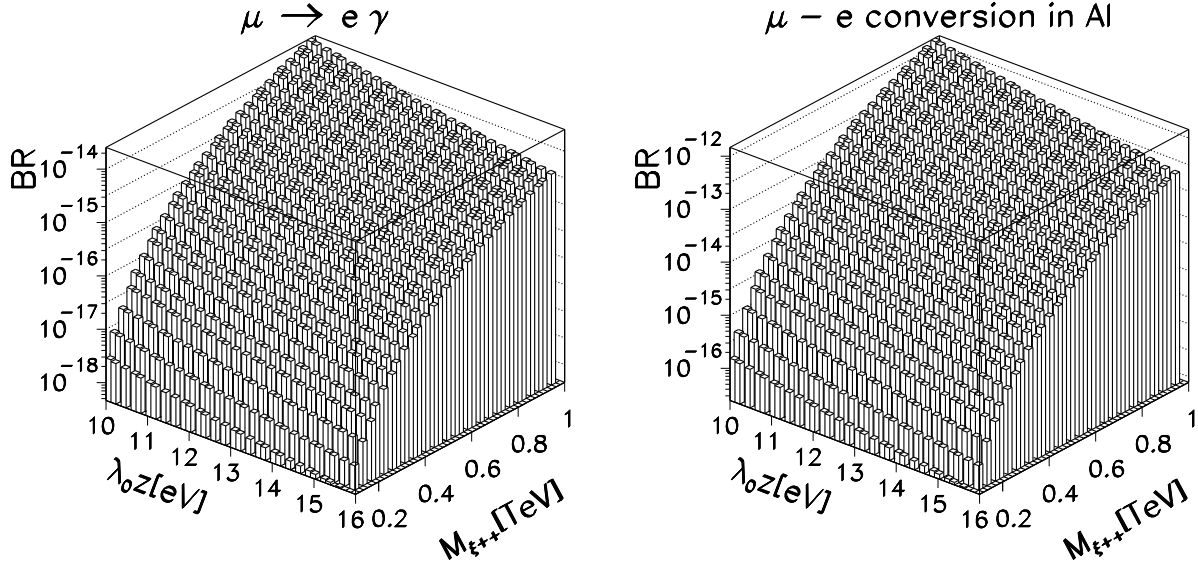 μ → e γ
BR
10⁻¹⁴
10⁻¹⁵
10⁻¹⁶
10⁻¹⁷
10⁻¹⁸
10 11 12 13 14 15 16
λ₀z[eV]
0.2 0.4 0.6 0.8 1
M_ξ++[TeV]
μ − e conversion in Al
BR
10⁻¹²
10⁻¹³
10⁻¹⁴
10⁻¹⁵
10⁻¹⁶
10 11 12 13 14 15 16
λ₀z[eV]
0.2 0.4 0.6 0.8 1
M_ξ++[TeV]